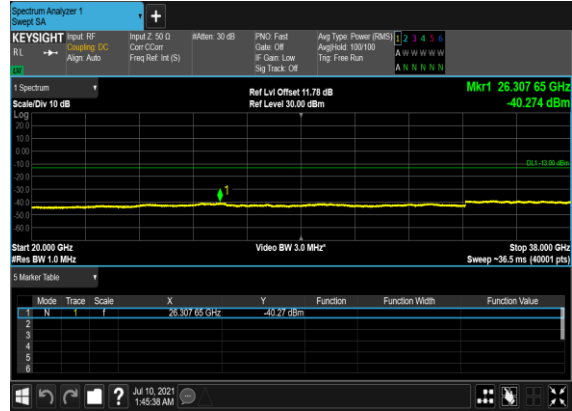 Spectrum Analyzer 1
Swept SA
+
KEYSIGHT Input: RF Input Z: 50 Ω #Atten: 30 dB PNO: Fast Avg Type: Power (RMS) 1 2 3 4 5 6
R L Coupling: DC Corr CCorr Gate: Off Avg|Hold: 100/100 A W W W W W
Align: Auto Freq Ref: Int (S) IF Gain: Low Trig: Free Run
LW Sig Track: Off A N N N N N
1 Spectrum Ref Lvl Offset 11.78 dB Mkr1 26.307 65 GHz
Scale/Div 10 dB Ref Level 30.00 dBm -40.274 dBm
Log
20.0
10.0
0.00
-10.0 DL1 -13.00 dBm
-20.0
-30.0 1
-40.0
-50.0
-60.0
Start 20.000 GHz Video BW 3.0 MHz* Stop 38.000 GHz
#Res BW 1.0 MHz Sweep ~36.5 ms (40001 pts)
5 Marker Table
Mode Trace Scale X Y Function Function Width Function Value
1 N 1 f 26.307 65 GHz -40.27 dBm
2
3
4
5
6
? Jul 10, 2021
1:45:38 AM